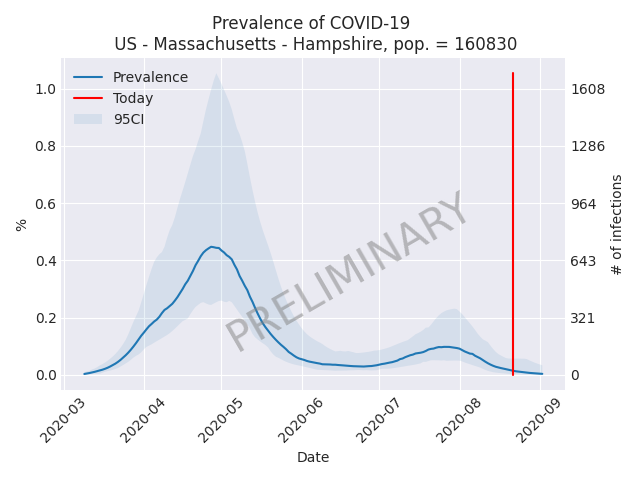 Prevalence of COVID-19
US - Massachusetts - Hampshire, pop. = 160830
Prevalence
Today
95CI
1.0
0.8
0.6
0.4
0.2
0.0
%
1608
1286
964
643
321
0
# of infections
PRELIMINARY
2020-03
2020-04
2020-05
2020-06
2020-07
2020-08
2020-09
Date